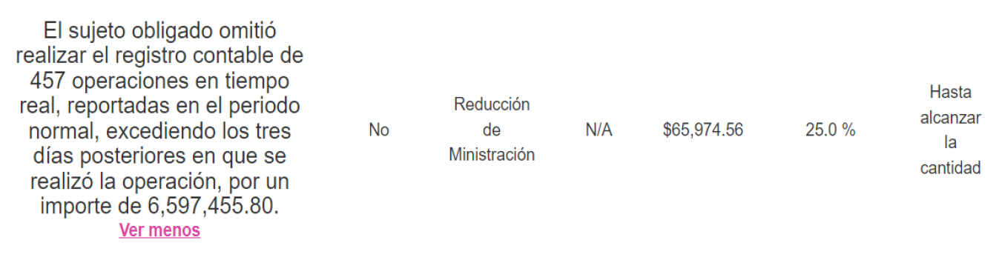 El sujeto obligado omitió
realizar el registro contable de
457 operaciones en tiempo
real, reportadas en el periodo
normal, excediendo los tres
días posteriores en que se
realizó la operación, por un
importe de 6,597,455.80.
Ver menos
No
Reducción
de
Ministración
N/A
$65,974.56
25.0 %
Hasta
alcanzar
la
cantidad